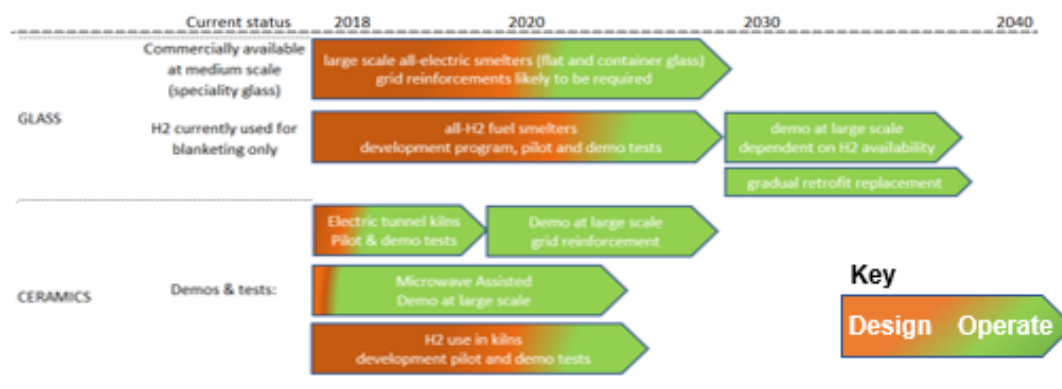 Current status 2018 2020 2030 2040
Commercially available
at medium scale
(speciality glass)
large scale all-electric smelters (flat and container glass)
grid reinforcements likely to be required
GLASS
H2 currently used for
blanketing only
all-H2 fuel smelters
development program, pilot and demo tests
demo at large scale
dependent on H2 availability
gradual retrofit replacement
Electric tunnel kilns
Pilot & demo tests
Demo at large scale
grid reinforcement
CERAMICS
Demos & tests:
Microwave Assisted
Demo at large scale
H2 use in kilns
development pilot and demo tests
Key
Design Operate